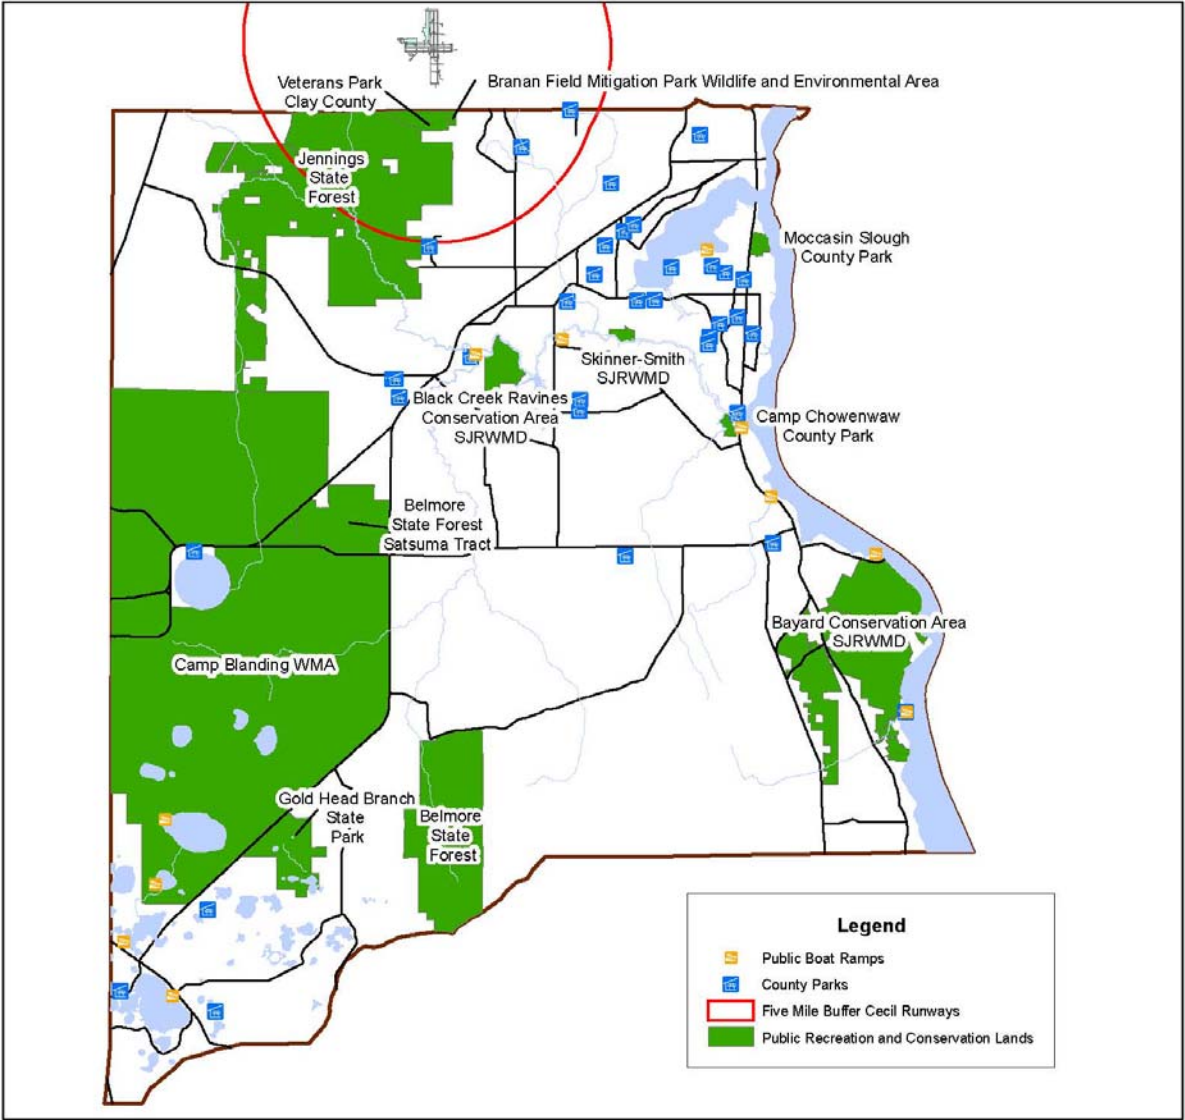 Veterans Park
Clay County
Branan Field Mitigation Park Wildlife and Environmental Area
Jennings
State
Forest
Moccasin Slough
County Park
Skinner-Smith
SJRWMD
Black Creek Ravines
Conservation Area
SJRWMD
Camp Chowenwaw
County Park
Belmore
State Forest
Satsuma Tract
Bayard Conservation Area
SJRWMD
Camp Blanding WMA
Gold Head Branch
State
Park
Belmore
State
Forest
Legend
Public Boat Ramps
County Parks
Five Mile Buffer Cecil Runways
Public Recreation and Conservation Lands